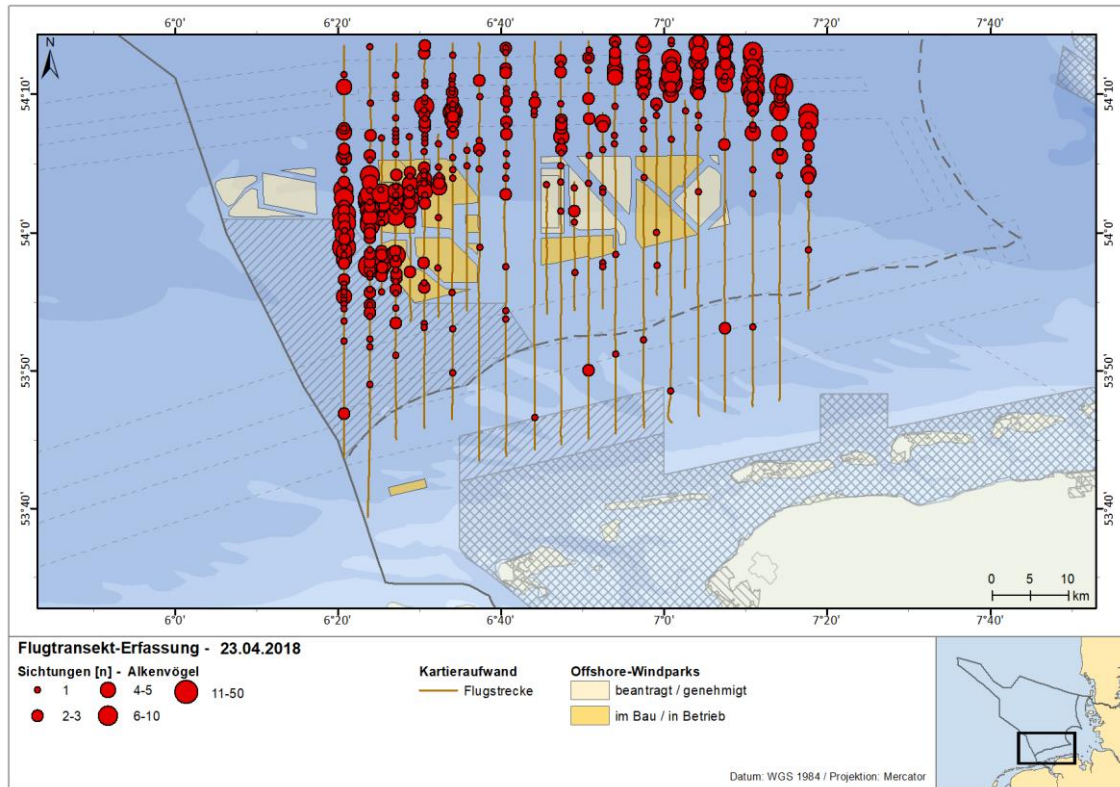 6°0' 6°20' 6°40' 7°0' 7°20' 7°40'
N
54°10' 54°10'
54°0' 54°0'
53°50' 53°50'
53°40' 53°40'
0 5 10
km
6°0' 6°20' 6°40' 7°0' 7°20' 7°40'
Flugtransekt-Erfassung - 23.04.2018
Sichtungen [n] - Alkenvögel
1 4-5 11-50
2-3 6-10
Kartieraufwand
Flugstrecke
Offshore-Windparks
beantragt / genehmigt
im Bau / in Betrieb
Datum: WGS 1984 / Projektion: Mercator